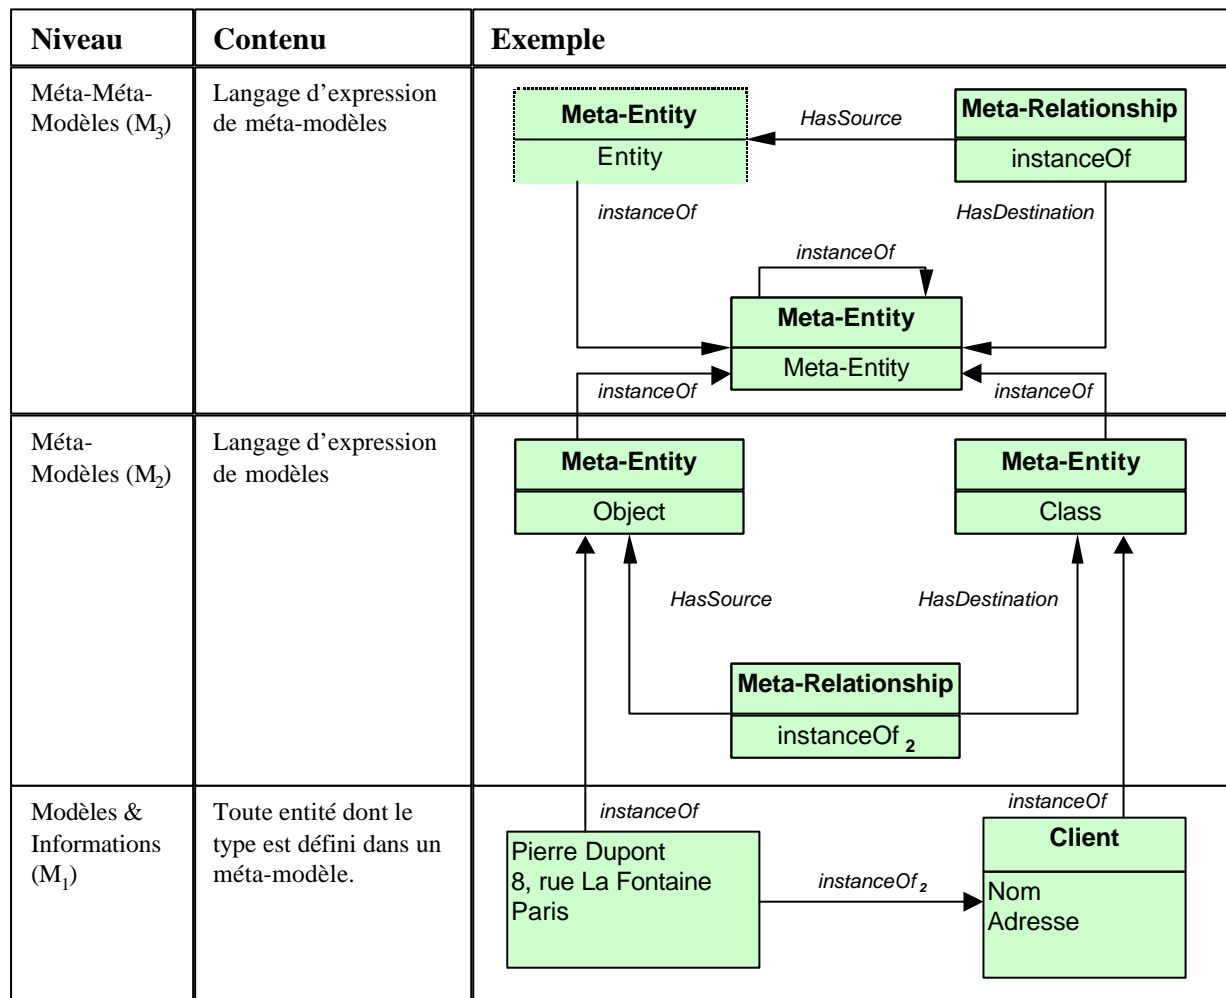 Niveau
Contenu
Exemple
Méta-Méta-
Modèles (M3)
Langage d’expression
de méta-modèles
Meta-Entity
Entity
HasSource
Meta-Relationship
instanceOf
instanceOf
HasDestination
instanceOf
Meta-Entity
Meta-Entity
instanceOf
instanceOf
Méta-
Modèles (M2)
Langage d’expression
de modèles
Meta-Entity
Object
Meta-Entity
Class
HasSource
HasDestination
Meta-Relationship
instanceOf 2
Modèles &
Informations
(M1)
Toute entité dont le
type est défini dans un
méta-modèle.
instanceOf
instanceOf
Pierre Dupont
8, rue La Fontaine
Paris
instanceOf 2
Client
Nom
Adresse